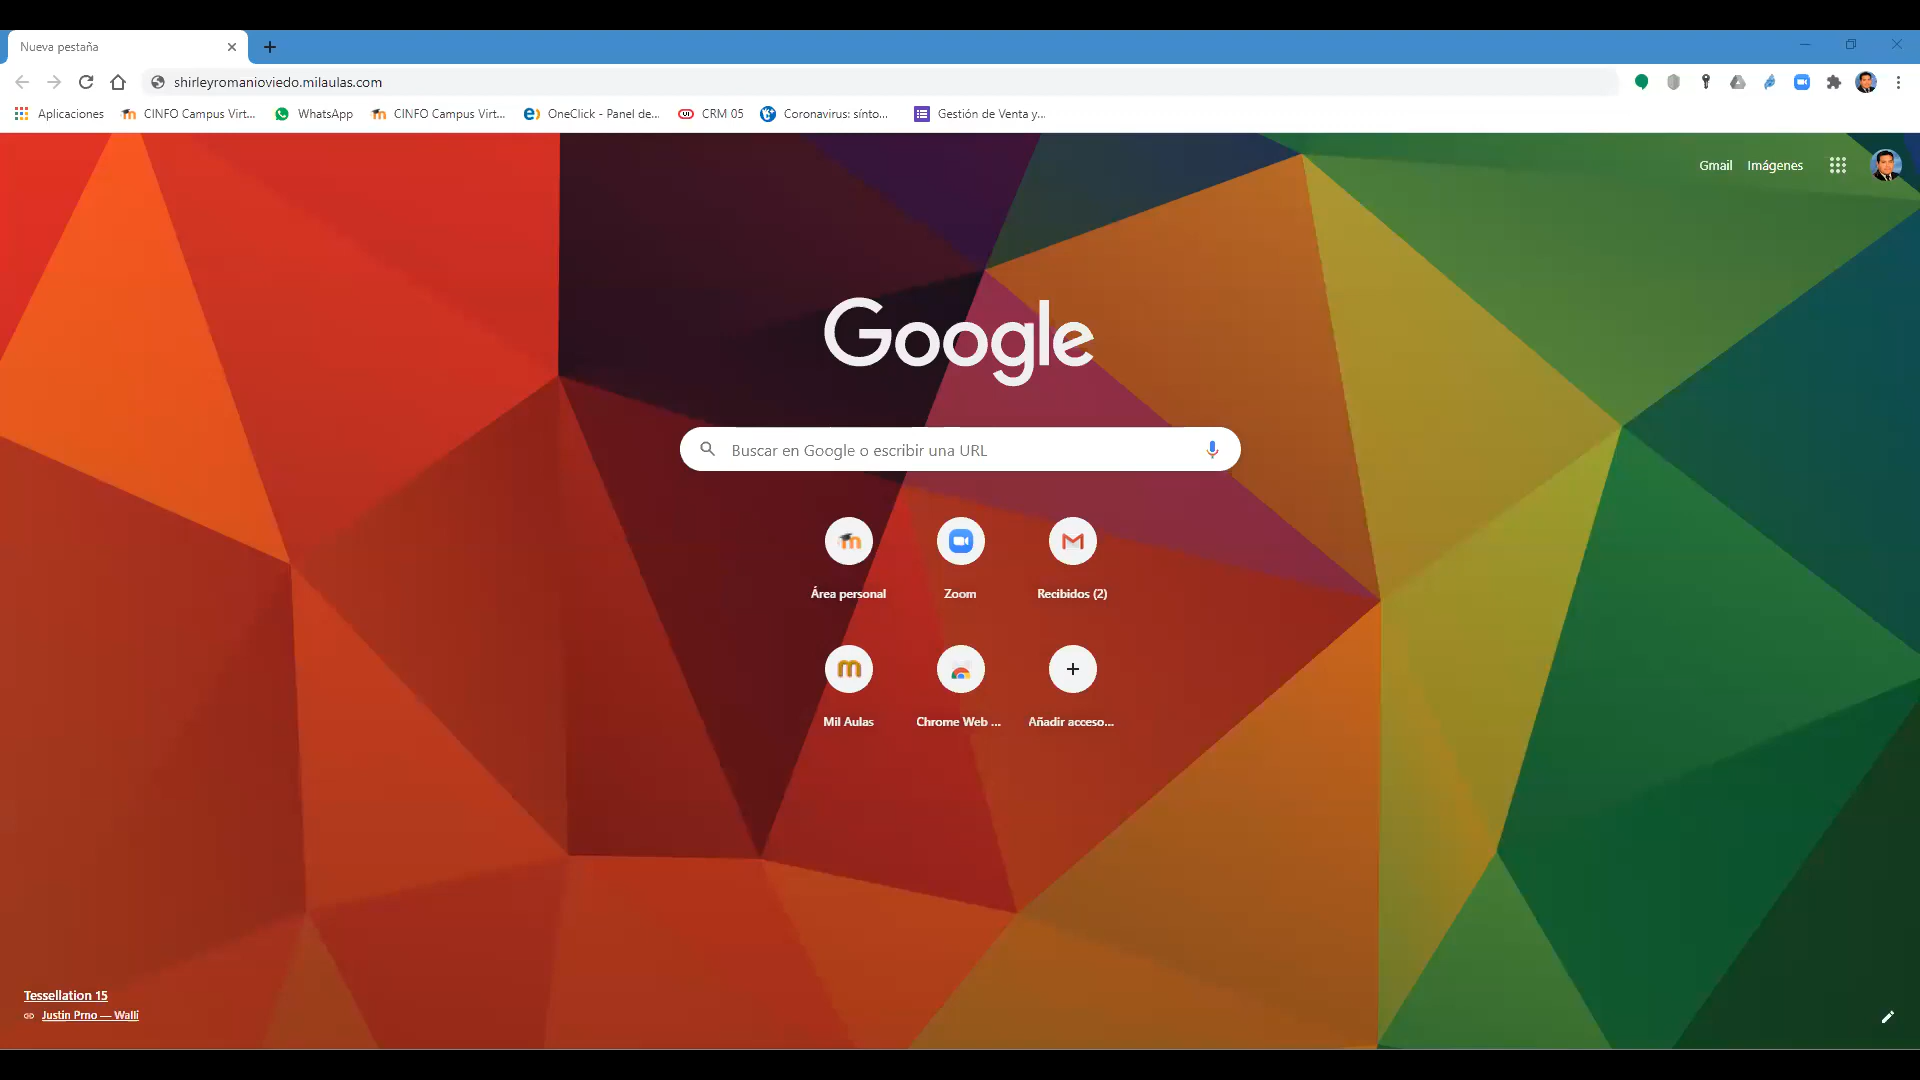 Nueva pestaña
shirleyromanioviedo.milaulas.com
Aplicaciones CINFO Campus Virt... WhatsApp CINFO Campus Virt... OneClick - Panel de... CRM 05 Coronavirus: sínto... Gestión de Venta y...
Gmail Imágenes
Google
Buscar en Google o escribir una URL
Área personal Zoom Recibidos (2)
Mil Aulas Chrome Web ... Añadir acceso...
Tessellation 15
Justin Prno — Walli